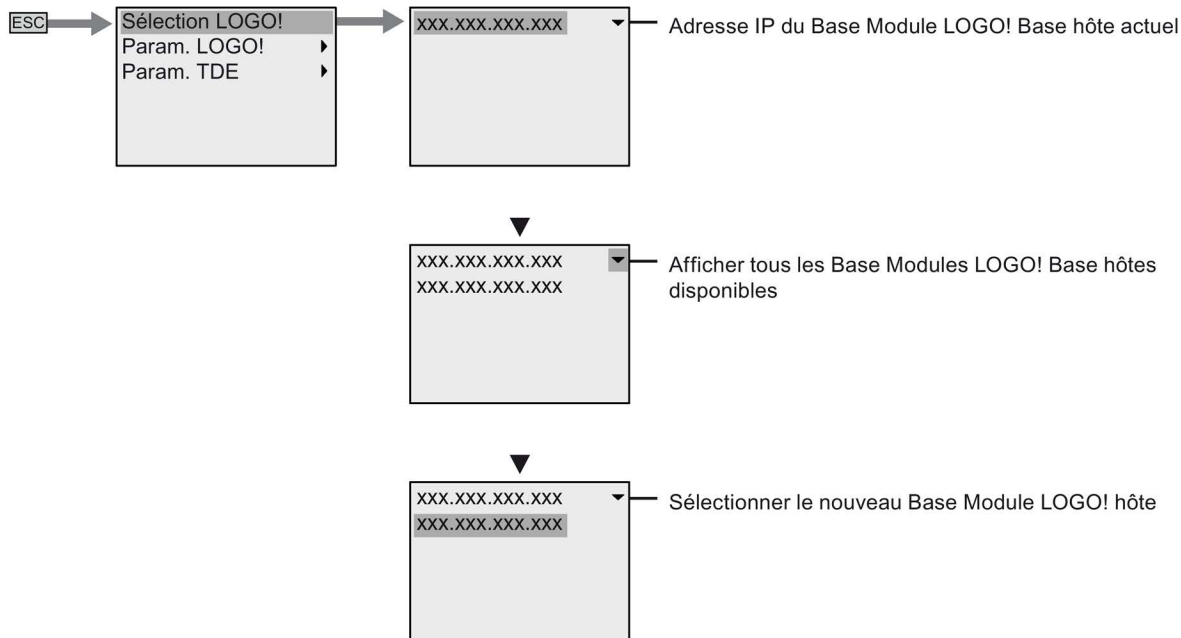 ESC
Sélection LOGO!
Param. LOGO!
Param. TDE
xxx.xxx.xxx.xxx
Adresse IP du Base Module LOGO! Base hôte actuel
xxx.xxx.xxx.xxx
xxx.xxx.xxx.xxx
Afficher tous les Base Modules LOGO! Base hôtes
disponibles
xxx.xxx.xxx.xxx
xxx.xxx.xxx.xxx
Sélectionner le nouveau Base Module LOGO! hôte